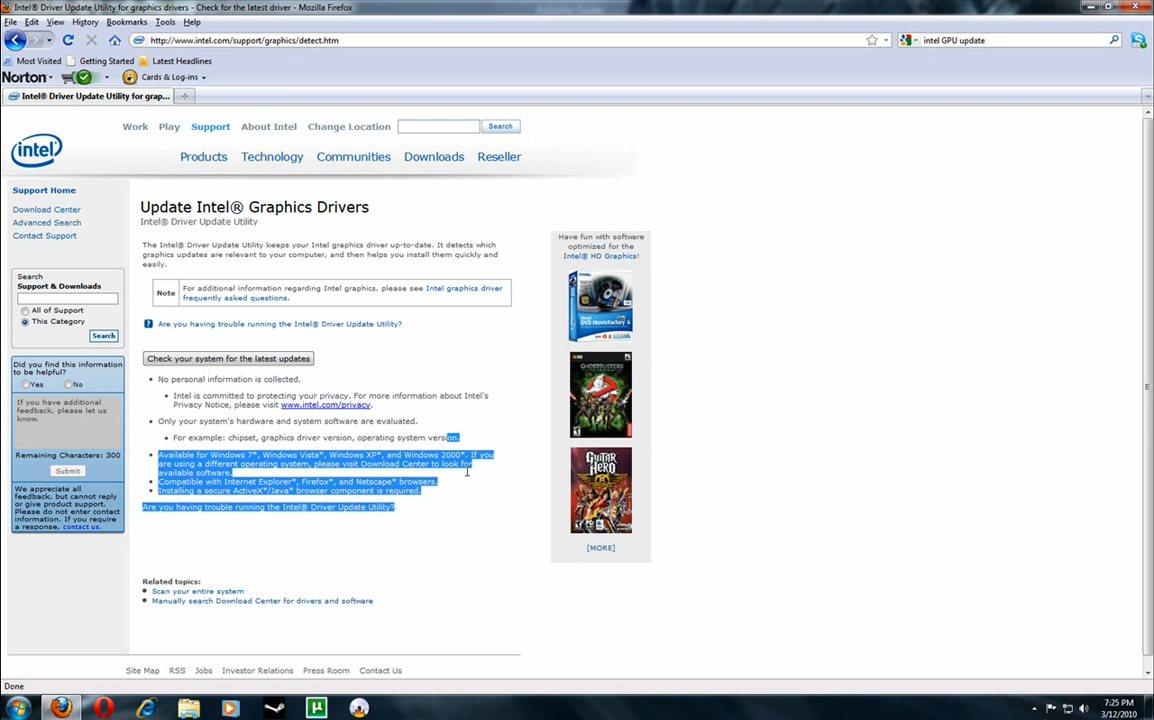 Intel® Driver Update Utility for graphics drivers - Check for the latest driver - Mozilla Firefox
File Edit View History Bookmarks Tools Help
http://www.intel.com/support/graphics/detect.htm
intel GPU update
Most Visited Getting Started Latest Headlines
Norton Cards & Log-ins
Intel® Driver Update Utility for grap...
Work Play Support About Intel Change Location Search
intel
Products Technology Communities Downloads Reseller
Support Home
Download Center
Advanced Search
Contact Support
Search
Support & Downloads
All of Support
This Category
Search
Did you find this information
to be helpful?
Yes No
If you have additional
feedback, please let us
know.
Remaining Characters: 300
Submit
We appreciate all
feedback, but cannot reply
or give product support.
Please do not enter contact
information. If you require
a response, contact us.
Update Intel® Graphics Drivers
Intel® Driver Update Utility
The Intel® Driver Update Utility keeps your Intel graphics driver up-to-date. It detects which
graphics updates are relevant to your computer, and then helps you install them quickly and
easily.
Note
For additional information regarding Intel graphics, please see Intel graphics driver
frequently asked questions.
Are you having trouble running the Intel® Driver Update Utility?
Check your system for the latest updates
No personal information is collected.
Intel is committed to protecting your privacy. For more information about Intel's
Privacy Notice, please visit www.intel.com/privacy.
Only your system's hardware and system software are evaluated.
For example: chipset, graphics driver version, operating system version.
Available for Windows 7*, Windows Vista*, Windows XP*, and Windows 2000*. If you
are using a different operating system, please visit Download Center to look for
available software.
Compatible with Internet Explorer*, Firefox*, and Netscape* browsers.
Installing a secure ActiveX*/Java* browser component is required.
Are you having trouble running the Intel® Driver Update Utility?
Related topics:
Scan your entire system
Manually search Download Center for drivers and software
Have fun with software
optimized for the
Intel® HD Graphics!
DVD MovieFactory 6
GHOSTBUSTERS
GUITAR
HERO
AEROSMITH
[MORE]
Site Map RSS Jobs Investor Relations Press Room Contact Us
Done
7:25 PM
3/12/2010